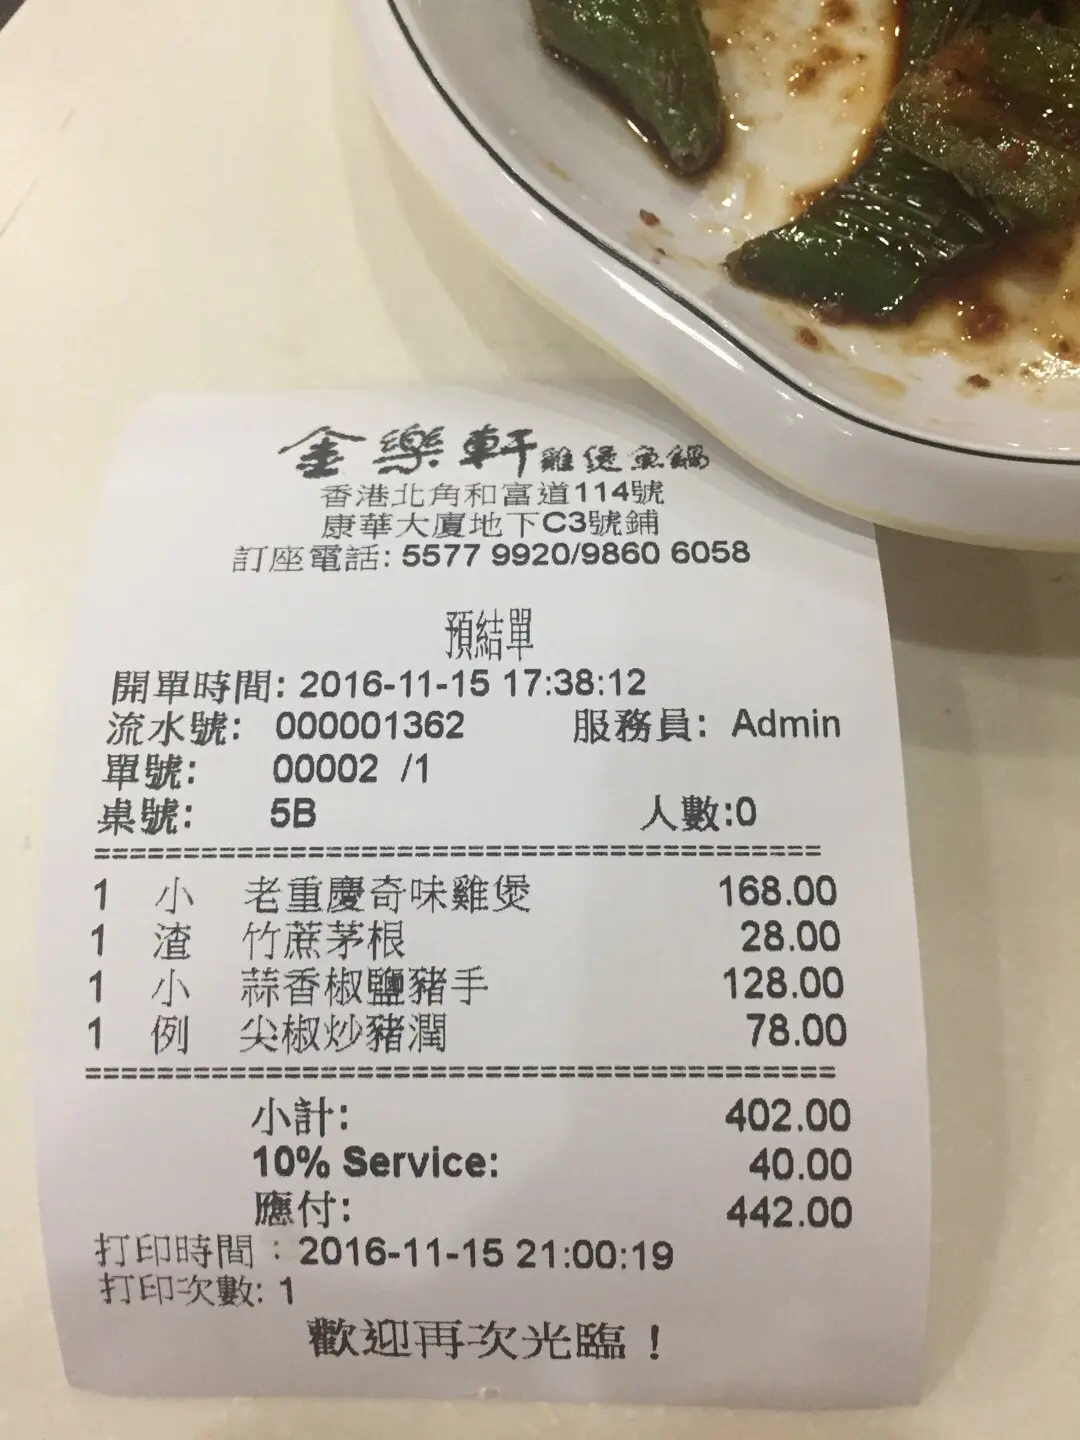 金樂軒雞煲魚鍋
香港北角和富道114號
康華大廈地下C3號鋪
訂座電話: 5577 9920/9860 6058
預結單
開單時間: 2016-11-15 17:38:12
流水號: 000001362 服務員: Admin
單號: 00002 /1
桌號: 5B 人數:0
========================================
1 小 老重慶奇味雞煲 168.00
1 渣 竹蔗茅根 28.00
1 小 蒜香椒鹽豬手 128.00
1 例 尖椒炒豬潤 78.00
========================================
小計: 402.00
10% Service: 40.00
應付: 442.00
打印時間: 2016-11-15 21:00:19
打印次數: 1
歡迎再次光臨!